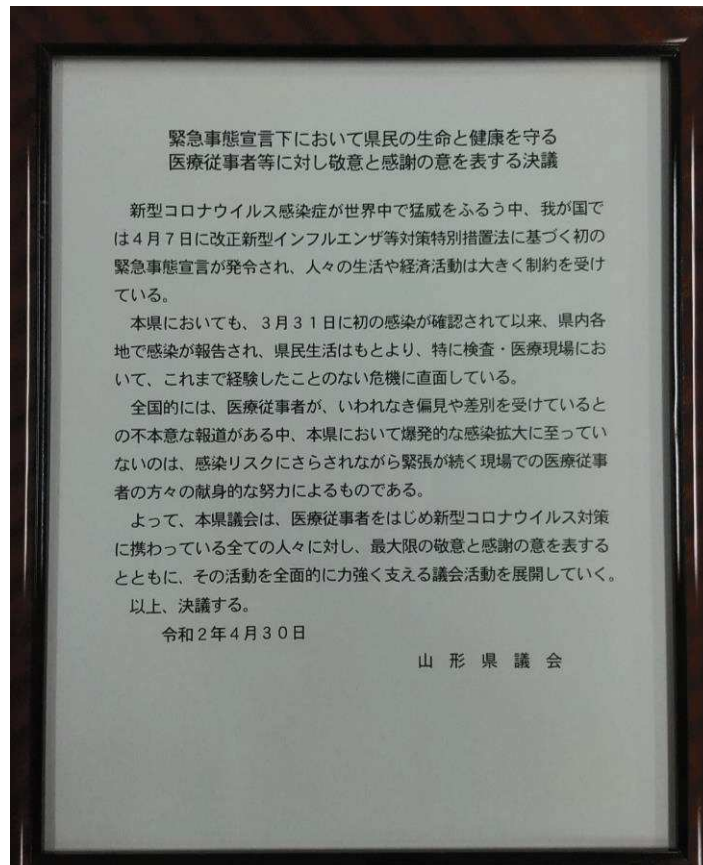 緊急事態宣言下において県民の生命と健康を守る
医療従事者等に対し敬意と感謝の意を表する決議
新型コロナウイルス感染症が世界中で猛威をふるう中、我が国で
は４月７日に改正新型インフルエンザ等対策特別措置法に基づく初の
緊急事態宣言が発令され、人々の生活や経済活動は大きく制約を受け
ている。
本県においても、３月３１日に初の感染が確認されて以来、県内各
地で感染が報告され、県民生活はもとより、特に検査・医療現場にお
いて、これまで経験したことのない危機に直面している。
全国的には、医療従事者が、いわれなき偏見や差別を受けていると
の不本意な報道がある中、本県において爆発的な感染拡大に至ってい
ないのは、感染リスクにさらされながら緊張が続く現場での医療従事
者の方々の献身的な努力によるものである。
よって、本県議会は、医療従事者をはじめ新型コロナウイルス対策
に携わっている全ての人々に対し、最大限の敬意と感謝の意を表する
とともに、その活動を全面的に力強く支える議会活動を展開していく。
以上、決議する。
令和２年４月３０日
山　形　県　議　会